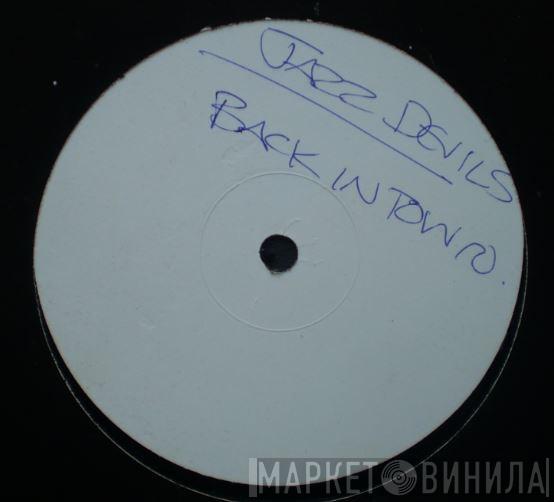 JAZZ DEVILS
BACK IN TOWN.
МАРКЕТ ВИНИЛА